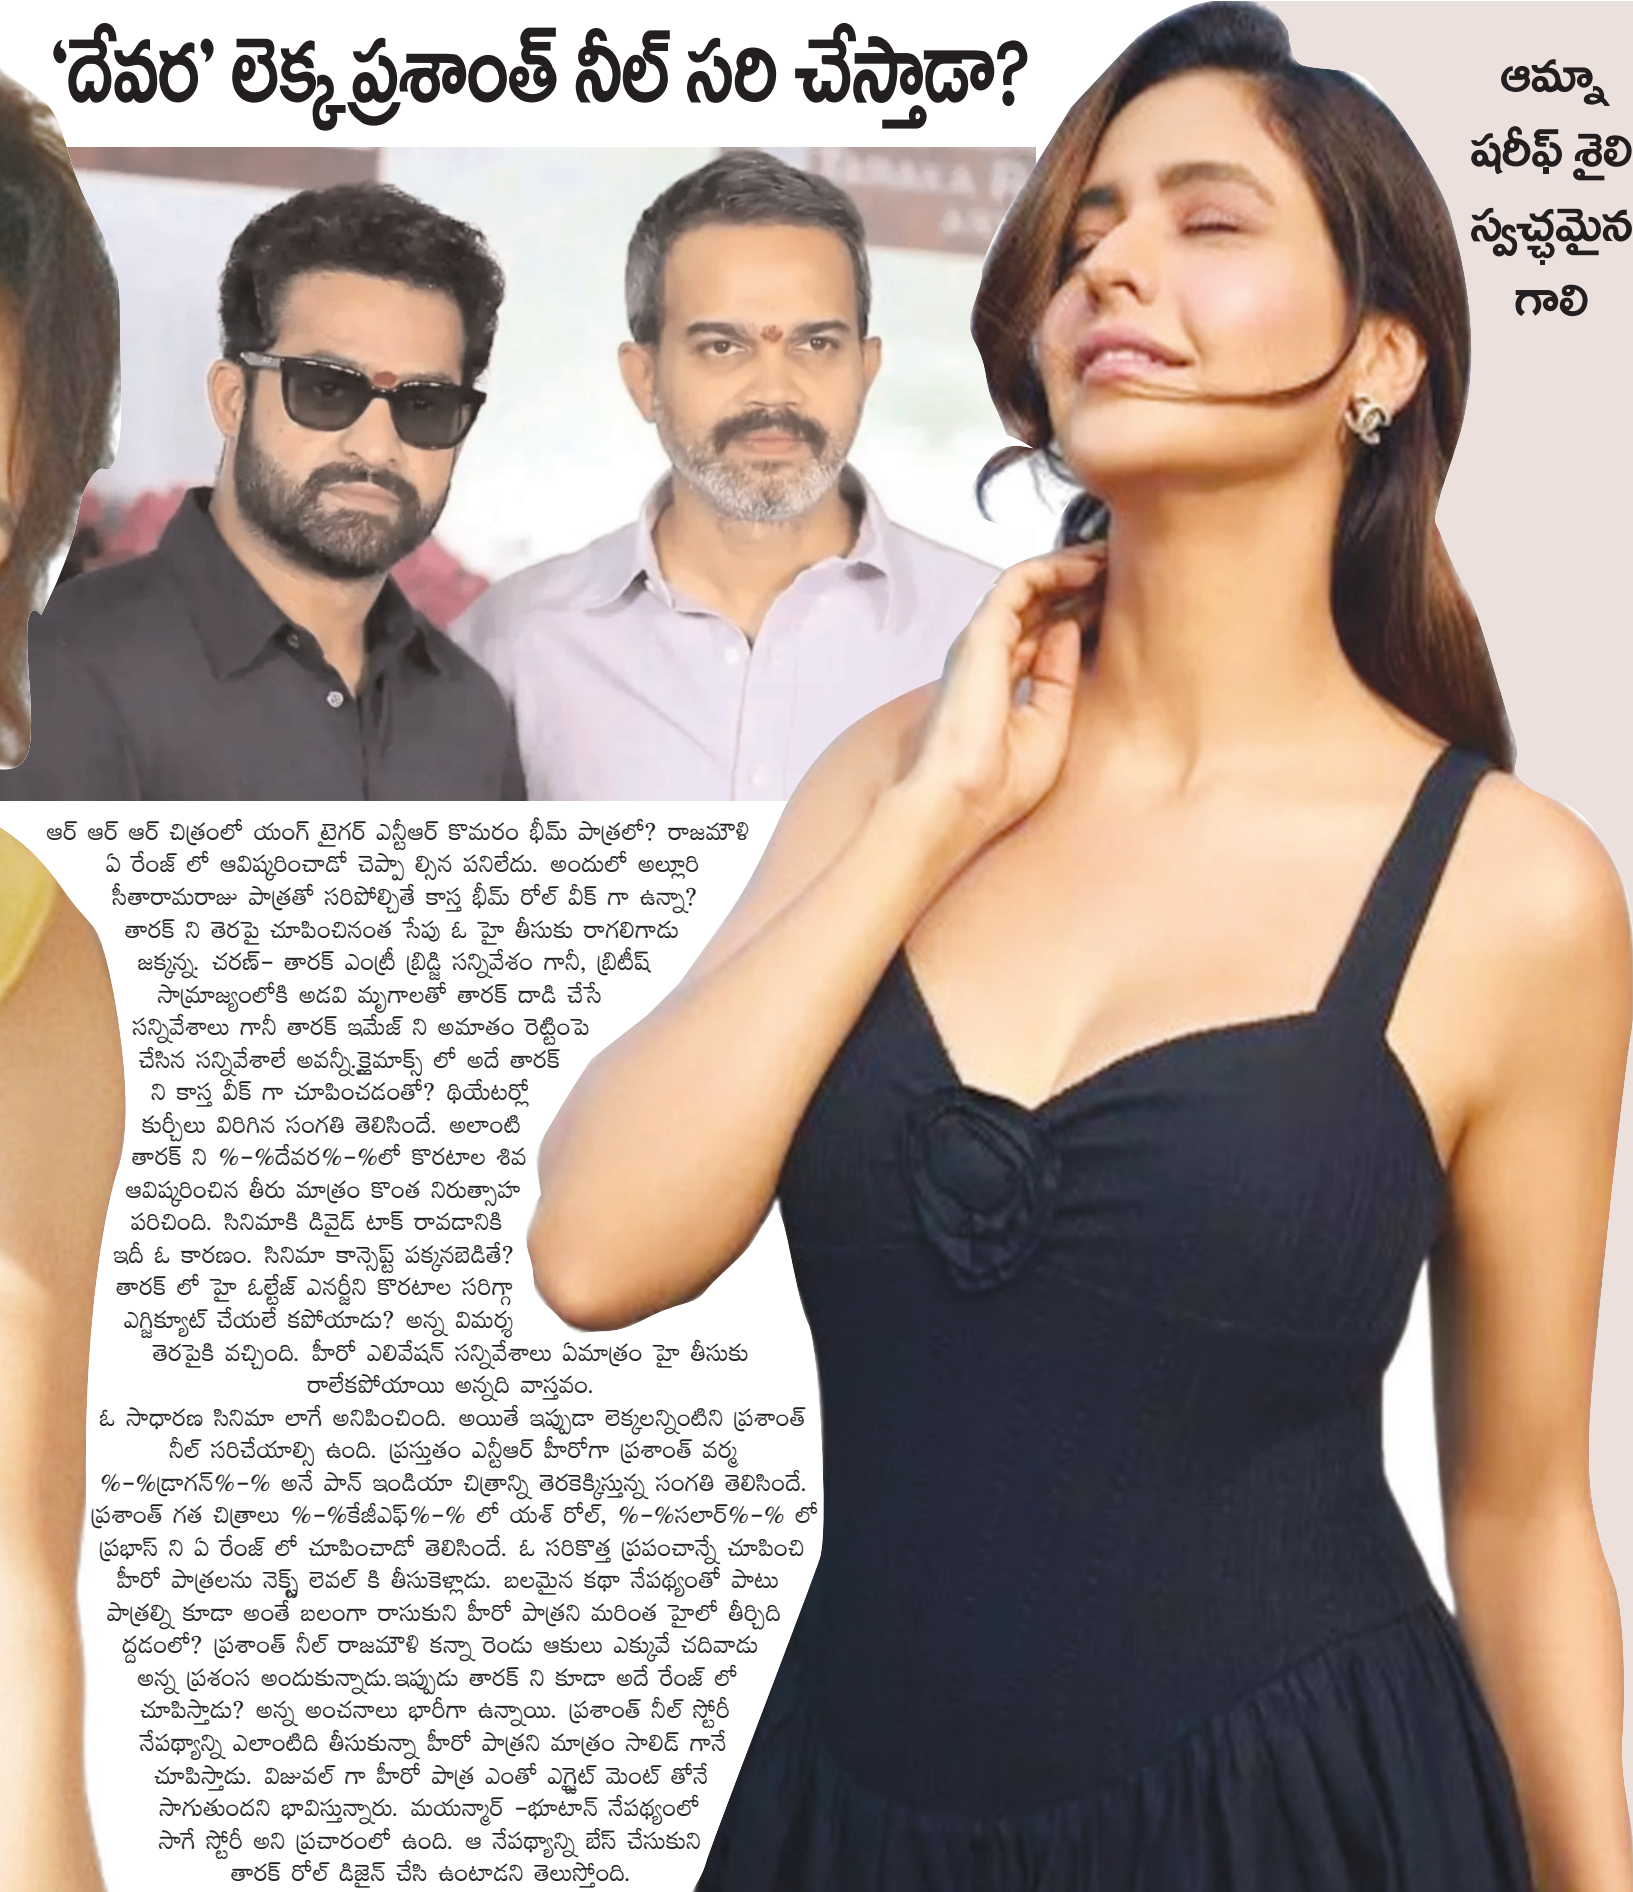 ‘దేవర’ లెక్క ప్రశాంత్ నీల్ సరి చేస్తాడా?
ఆమ్నా
షరీఫ్ శైలి
స్వచ్ఛమైన
గాలి
ఆర్ ఆర్ ఆర్ చిత్రంలో యంగ్ టైగర్ ఎన్టీఆర్ కొమరం భీమ్ పాత్రలో? రాజమౌళి
ఏ రేంజ్ లో ఆవిష్కరించాడో చెప్పా ల్సిన పనిలేదు. అందులో అల్లూరి
సీతారామరాజు పాత్రతో సరిపోల్చితే కాస్త భీమ్ రోల్ వీక్ గా ఉన్నా?
తారక్ ని తెరపై చూపించినంత సేపు ఓ హై తీసుకు రాగలిగాడు
జక్కన్న. చరణ్- తారక్ ఎంట్రీ బ్రిడ్జి సన్నివేశం గానీ, బ్రిటీష్
సామ్రాజ్యంలోకి అడవి మృగాలతో తారక్ దాడి చేసే
సన్నివేశాలు గానీ తారక్ ఇమేజ్ ని అమాతం రెట్టింపె
చేసిన సన్నివేశాలే అవన్నీ.క్లైమాక్స్ లో అదే తారక్
ని కాస్త వీక్ గా చూపించడంతో? థియేటర్లో
కుర్చీలు విరిగిన సంగతి తెలిసిందే. అలాంటి
తారక్ ని %-%దేవర%-%లో కొరటాల శివ
ఆవిష్కరించిన తీరు మాత్రం కొంత నిరుత్సాహ
పరిచింది. సినిమాకి డివైడ్ టాక్ రావడానికి
ఇదీ ఓ కారణం. సినిమా కాన్సెప్ట్ పక్కనబెడితే?
తారక్ లో హై ఓల్టేజ్ ఎనర్జీని కొరటాల సరిగ్గా
ఎగ్జిక్యూట్ చేయలే కపోయాడు? అన్న విమర్శ
తెరపైకి వచ్చింది. హీరో ఎలివేషన్ సన్నివేశాలు ఏమాత్రం హై తీసుకు
రాలేకపోయాయి అన్నది వాస్తవం.
ఓ సాధారణ సినిమా లాగే అనిపించింది. అయితే ఇప్పుడా లెక్కలన్నింటిని ప్రశాంత్
నీల్ సరిచేయాల్సి ఉంది. ప్రస్తుతం ఎన్టీఆర్ హీరోగా ప్రశాంత్ వర్మ
%-%డ్రాగన్%-% అనే పాన్ ఇండియా చిత్రాన్ని తెరకెక్కిస్తున్న సంగతి తెలిసిందే.
ప్రశాంత్ గత చిత్రాలు %-%కేజీఎఫ్%-% లో యశ్ రోల్, %-%సలార్%-% లో
ప్రభాస్ ని ఏ రేంజ్ లో చూపించాడో తెలిసిందే. ఓ సరికొత్త ప్రపంచాన్నే చూపించి
హీరో పాత్రలను నెక్స్ట్ లెవల్ కి తీసుకెళ్లాడు. బలమైన కథా నేపథ్యంతో పాటు
పాత్రల్ని కూడా అంతే బలంగా రాసుకుని హీరో పాత్రని మరింత హైలో తీర్చిది
ద్దడంలో? ప్రశాంత్ నీల్ రాజమౌళి కన్నా రెండు ఆకులు ఎక్కువే చదివాడు
అన్న ప్రశంస అందుకున్నాడు.ఇప్పుడు తారక్ ని కూడా అదే రేంజ్ లో
చూపిస్తాడు? అన్న అంచనాలు భారీగా ఉన్నాయి. ప్రశాంత్ నీల్ స్టోరీ
నేపథ్యాన్ని ఎలాంటిది తీసుకున్నా హీరో పాత్రని మాత్రం సాలిడ్ గానే
చూపిస్తాడు. విజువల్ గా హీరో పాత్ర ఎంతో ఎగ్జైట్ మెంట్ తోనే
సాగుతుందని భావిస్తున్నారు. మయన్మార్ -భూటాన్ నేపథ్యంలో
సాగే స్టోరీ అని ప్రచారంలో ఉంది. ఆ నేపథ్యాన్ని బేస్ చేసుకుని
తారక్ రోల్ డిజైన్ చేసి ఉంటాడని తెలుస్తోంది.